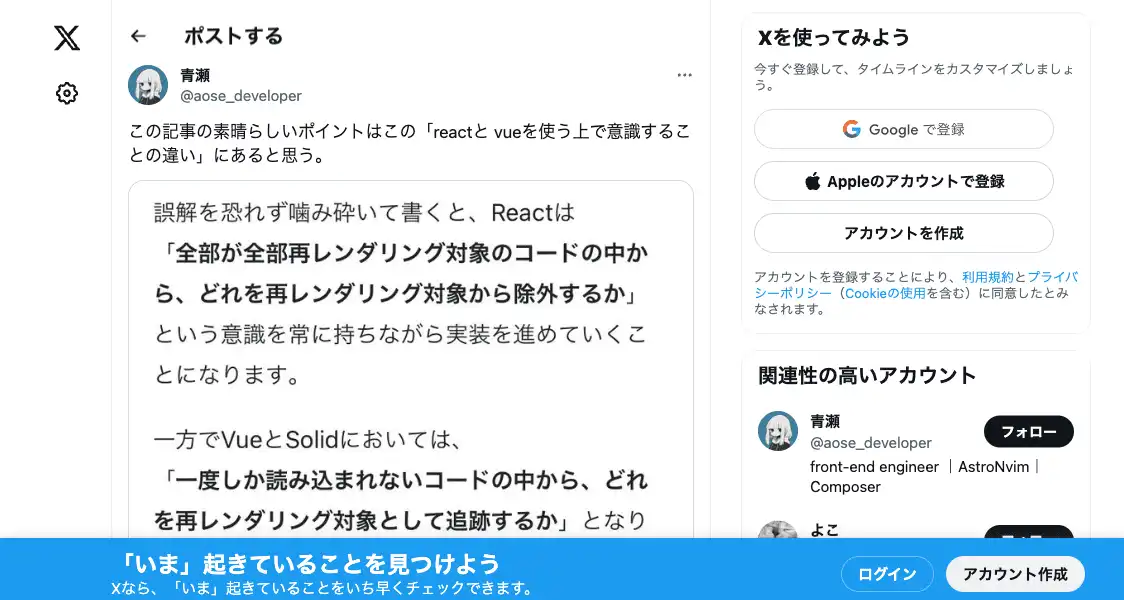 ポストする
青瀬
@aose_developer
この記事の素晴らしいポイントはこの「reactと vueを使う上で意識するこ
との違い」にあると思う。
誤解を恐れず噛み砕いて書くと、Reactは
「全部が全部再レンダリング対象のコードの中か
ら、どれを再レンダリング対象から除外するか」
という意識を常に持ちながら実装を進めていくこ
とになります。
一方でVueとSolidにおいては、
「一度しか読み込まれないコードの中から、どれ
を再レンダリング対象として追跡するか」となり
Xを使ってみよう
今すぐ登録して、タイムラインをカスタマイズしましょ
う。
Google で登録
Appleのアカウントで登録
アカウントを作成
アカウントを登録することにより、利用規約とプライバ
シーポリシー（Cookieの使用を含む）に同意したとみ
なされます。
関連性の高いアカウント
青瀬
@aose_developer
フォロー
front-end engineer ｜AstroNvim｜
Composer
よこ
「いま」起きていることを見つけよう
Xなら、「いま」起きていることをいち早くチェックできます。
ログイン
アカウント作成